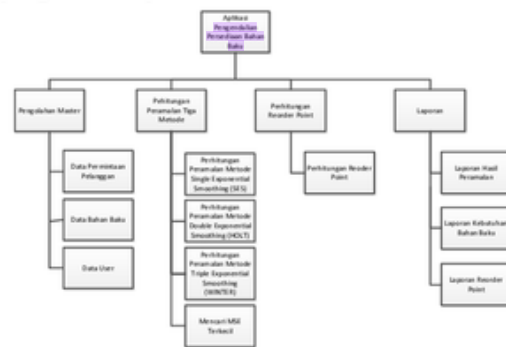 Aplikasi
Pengendalian
Persediaan Bahan
Baku
Pengolahan Master
Pehitungan
Peramalan Tiga
Metode
Perhitungan
Reorder Point
Laporan
Data Permintaan
Pelanggan
Data Bahan Baku
Data User
Perhitungan
Peramalan Metode
Single Exponential
Smoothing (SES)
Perhitungan
Peramalan Metode
Double Exponential
Smoothing (HOLT)
Perhitungan
Peramalan Metode
Triple Exponential
Smoothing
(WINTER)
Mencari MSE
Terkecil
Perhitungan Reoder
Point
Laporan Hasil
Peramalan
Laporan Kebutuhan
Bahan Baku
Laporan Reorder
Point